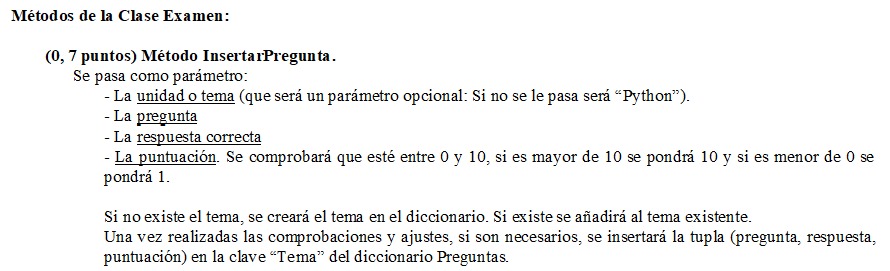 Métodos de la Clase Examen:
(0, 7 puntos) Método InsertarPregunta.
Se pasa como parámetro:
- La unidad o tema (que será un parámetro opcional: Si no se le pasa será “Python”).
- La pregunta
- La respuesta correcta
- La puntuación. Se comprobará que esté entre 0 y 10, si es mayor de 10 se pondrá 10 y si es menor de 0 se
pondrá 1.
Si no existe el tema, se creará el tema en el diccionario. Si existe se añadirá al tema existente.
Una vez realizadas las comprobaciones y ajustes, si son necesarios, se insertará la tupla (pregunta, respuesta,
puntuación) en la clave “Tema” del diccionario Preguntas.